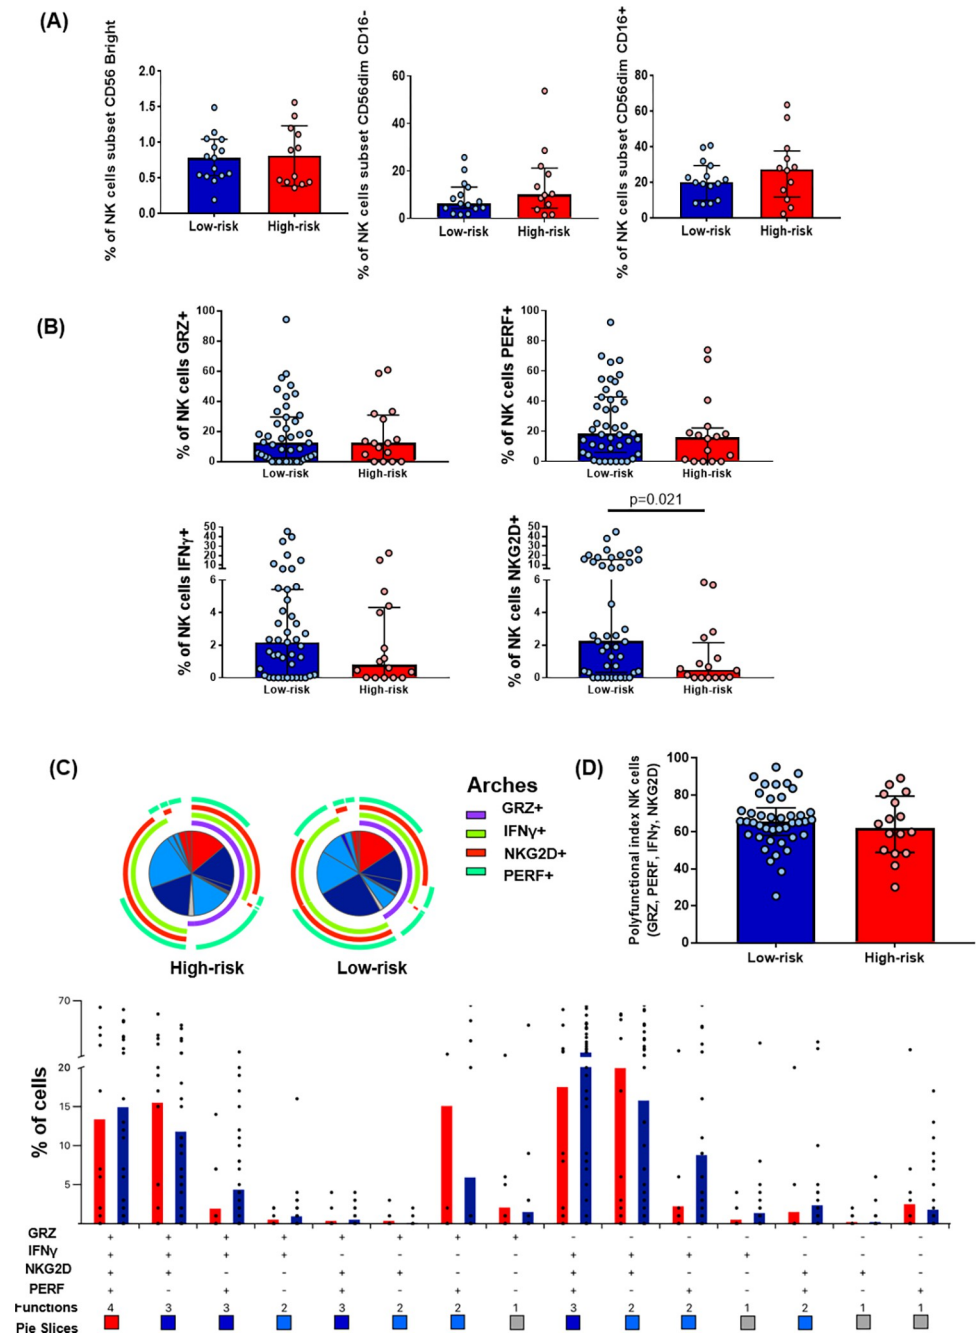 (A)
% of NK cells subset CD56 Bright
2.0
1.5
1.0
0.5
0.0
Low-risk High-risk
% of NK cells subset CD56dim CD16-
60
40
20
0
Low-risk High-risk
% of NK cells subset CD56dim CD16+
80
60
40
20
0
Low-risk High-risk
(B)
% of NK cells GRZ+
100
80
60
40
20
0
Low-risk High-risk
% of NK cells PERF+
100
80
60
40
20
0
Low-risk High-risk
% of NK cells IFNγ+
50
40
30
20
10
6
4
2
0
Low-risk High-risk
% of NK cells NKG2D+
p=0.021
50
40
30
20
10
6
4
2
0
Low-risk High-risk
(C)
High-risk Low-risk
Arches
GRZ+
IFNγ+
NKG2D+
PERF+
(D)
Polyfunctional index NK cells
(GRZ, PERF, IFNγ, NKG2D)
100
80
60
40
20
0
Low-risk High-risk
% of cells
70
20
15
10
5
GRZ + + + + + + + + - - - - - - -
IFNγ + + + + - - - - + + + + - - -
NKG2D + + - - + + - - + + - - + + -
PERF + - + - + - + - + - + - + - +
Functions 4 3 3 2 3 2 2 1 3 2 2 1 2 1 1
Pie Slices